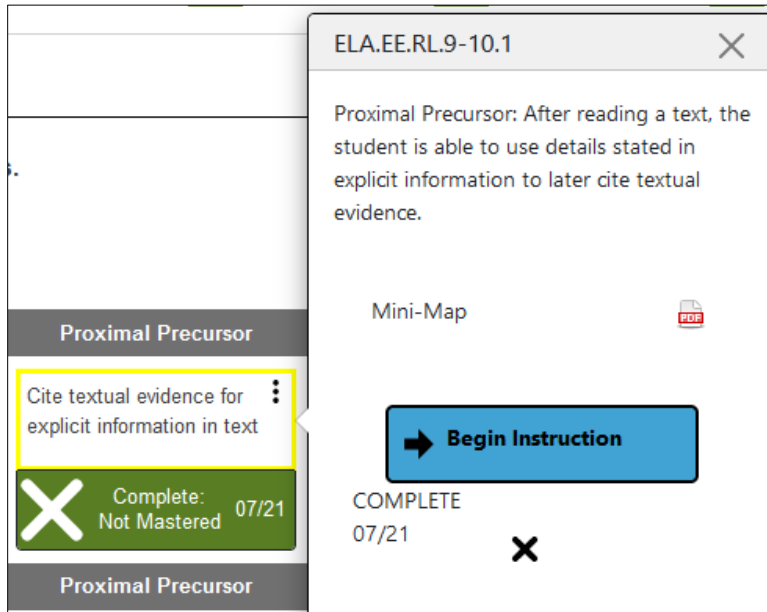 s.
Proximal Precursor
Cite textual evidence for
explicit information in text
Complete:
Not Mastered
07/21
Proximal Precursor
ELA.EE.RL.9-10.1
Proximal Precursor: After reading a text, the
student is able to use details stated in
explicit information to later cite textual
evidence.
Mini-Map
PDF
Begin Instruction
COMPLETE
07/21